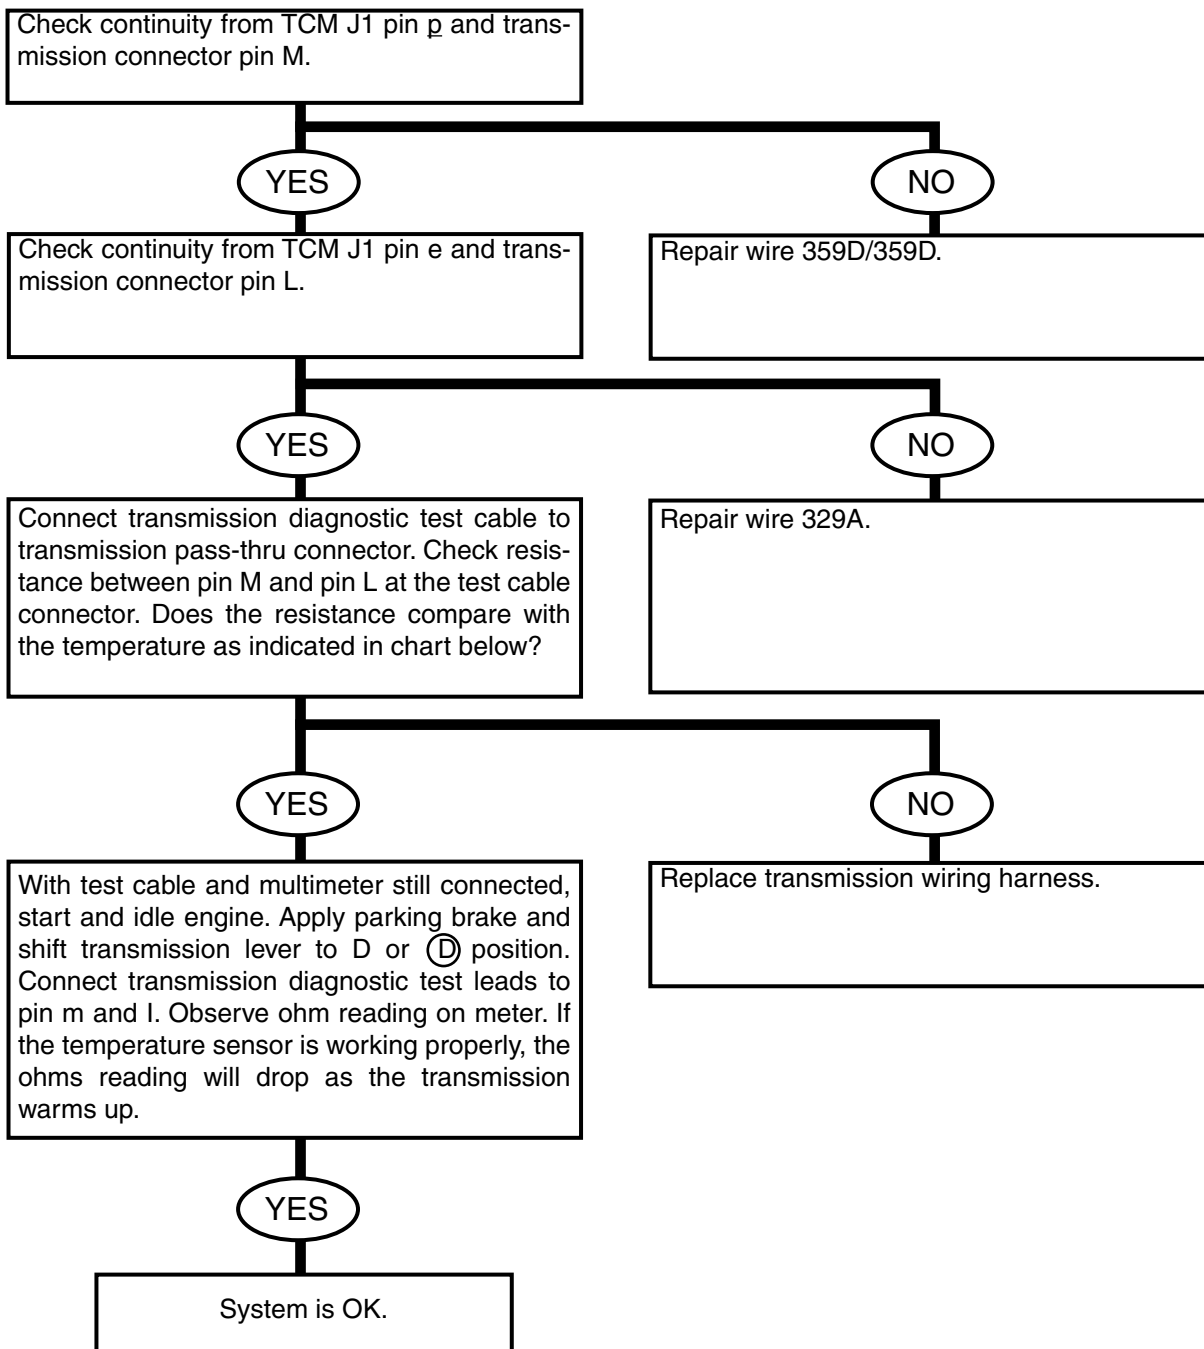 Check continuity from TCM J1 pin p and trans-
mission connector pin M.
YES
NO
Check continuity from TCM J1 pin e and trans-
mission connector pin L.
Repair wire 359D/359D.
YES
NO
Connect transmission diagnostic test cable to
transmission pass-thru connector. Check resis-
tance between pin M and pin L at the test cable
connector. Does the resistance compare with
the temperature as indicated in chart below?
Repair wire 329A.
YES
NO
With test cable and multimeter still connected,
start and idle engine. Apply parking brake and
shift transmission lever to D or Ⓓ position.
Connect transmission diagnostic test leads to
pin m and l. Observe ohm reading on meter. If
the temperature sensor is working properly, the
ohms reading will drop as the transmission
warms up.
Replace transmission wiring harness.
YES
System is OK.